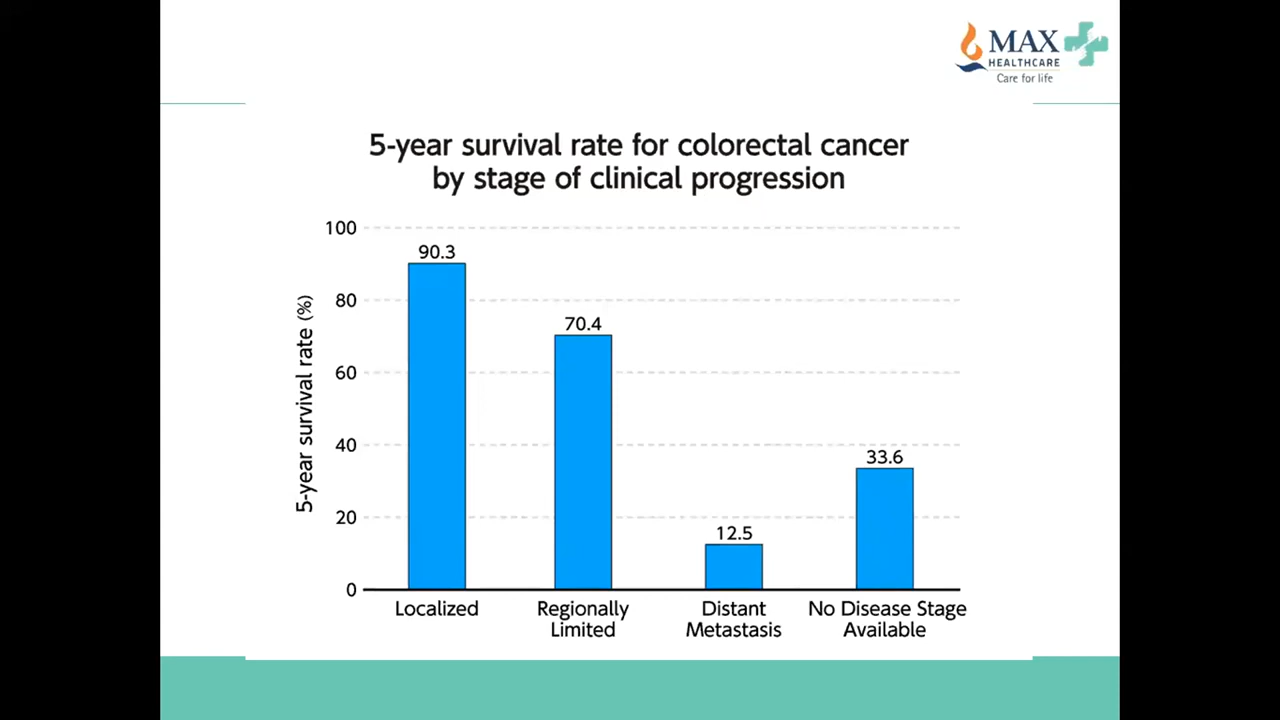 MAX
HEALTHCARE
Care for life
5-year survival rate for colorectal cancer
by stage of clinical progression
5-year survival rate (%)
100
80
60
40
20
0
90.3
70.4
12.5
33.6
Localized
Regionally
Limited
Distant
Metastasis
No Disease Stage
Available